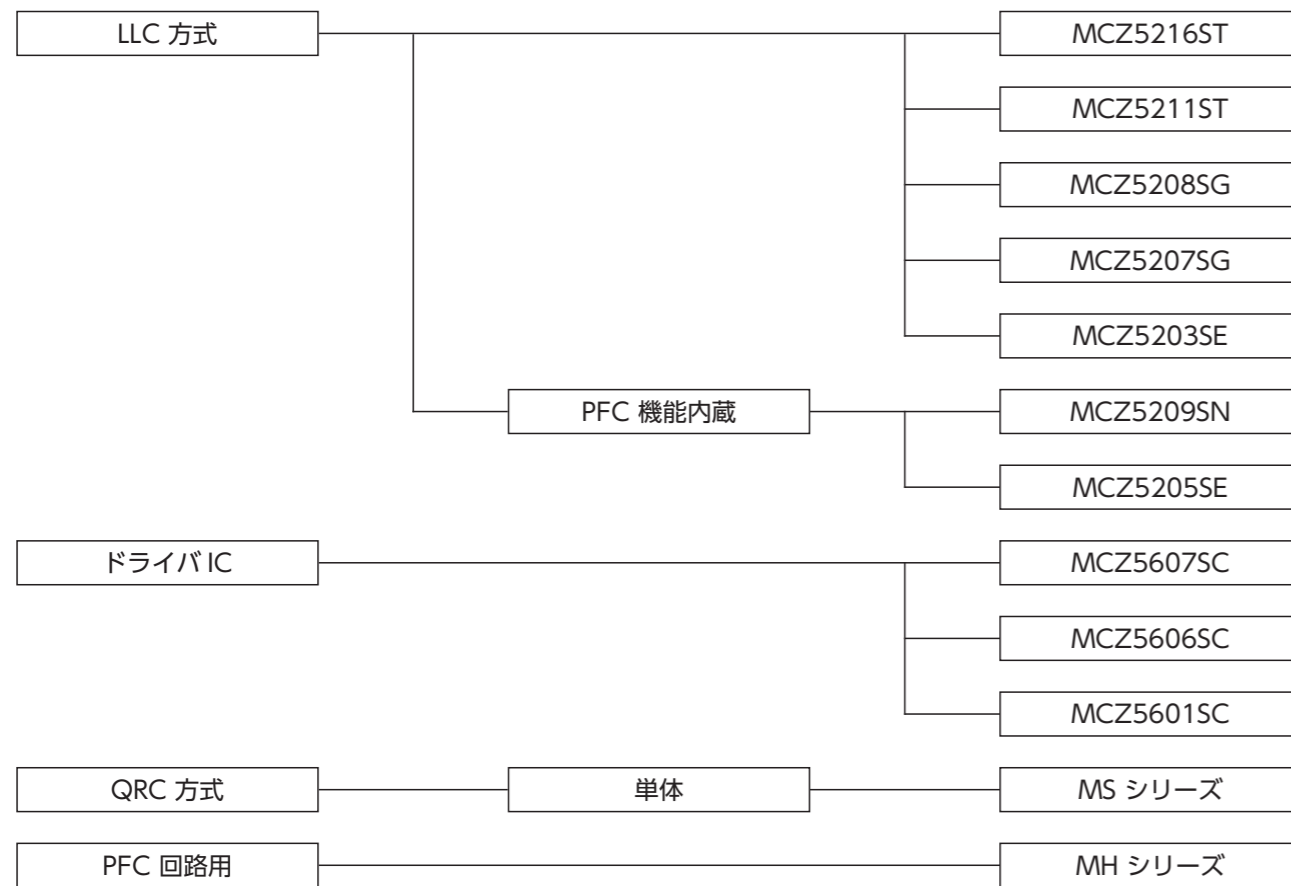 LLC 方式
MCZ5216ST
MCZ5211ST
MCZ5208SG
MCZ5207SG
MCZ5203SE
PFC 機能内蔵
MCZ5209SN
MCZ5205SE
ドライバ IC
MCZ5607SC
MCZ5606SC
MCZ5601SC
QRC 方式
単体
MS シリーズ
PFC 回路用
MH シリーズ